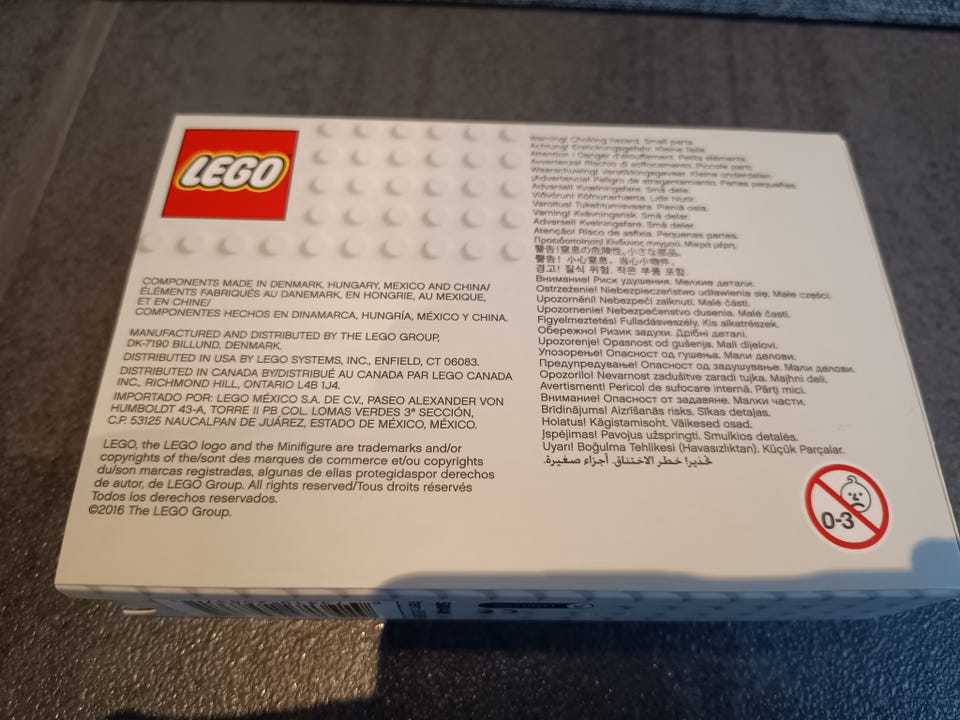 LEGO
COMPONENTS MADE IN DENMARK, HUNGARY, MEXICO AND CHINA/
ÉLÉMENTS FABRIQUÉS AU DANEMARK, EN HONGRIE, AU MEXIQUE,
ET EN CHINE/
COMPONENTES HECHOS EN DINAMARCA, HUNGRÍA, MÉXICO Y CHINA.
MANUFACTURED AND DISTRIBUTED BY THE LEGO GROUP,
DK-7190 BILLUND, DENMARK.
DISTRIBUTED IN USA BY LEGO SYSTEMS, INC., ENFIELD, CT 06083.
DISTRIBUTED IN CANADA BY/DISTRIBUÉ AU CANADA PAR LEGO CANADA
INC., RICHMOND HILL, ONTARIO L4B 1J4.
IMPORTADO POR: LEGO MÉXICO S.A. DE C.V., PASEO ALEXANDER VON
HUMBOLDT 43-A, TORRE II PB COL. LOMAS VERDES 3ª SECCIÓN,
C.P. 53125 NAUCALPAN DE JUÁREZ, ESTADO DE MÉXICO, MÉXICO.
LEGO, the LEGO logo and the Minifigure are trademarks and/or
copyrights of the/sont des marques de commerce et/ou copyrights
du/son marcas registradas, algunas de ellas protegidaspor derechos
de autor, de LEGO Group. All rights reserved/Tous droits réservés
Todos los derechos reservados.
©2016 The LEGO Group.
Warning! Choking hazard. Small parts.
Achtung! Erstickungsgefahr. Kleine Teile.
Attention ! Danger d'étouffement. Petits éléments.
Avvertenza! Rischio di soffocamento. Piccole parti.
Waarschuwing! Verstikkingsgevaar. Kleine onderdelen.
¡Advertencia! Peligro de atragantamiento. Partes pequeñas.
Advarsel! Kvælningsfare. Små dele.
Viðvörun! Köfnunarhætta. Litlir hlutir.
Varoitus! Tukehtumisvaara. Pieniä osia.
Varning! Kvävningsrisk. Små delar.
Advarsel! Kvelningsfare. Små deler.
Atenção! Risco de asfixia. Pequenas partes.
Προειδοποίηση! Κίνδυνος πνιγμού. Μικρά μέρη.
警告! 窒息の危険性。小さな部品。
警告! 小心窒息。当心小物件。
경고! 질식 위험. 작은 부품 포함.
Внимание! Риск удушения. Мелкие детали.
Ostrzeżenie! Niebezpieczeństwo udławienia się. Małe części.
Upozornění! Nebezpečí zalknutí. Malé části.
Upozornenie! Nebezpečenstvo dusenia. Malé časti.
Figyelmeztetés! Fulladásveszély. Kis alkatrészek.
Обережно! Ризик задухи. Дрібні деталі.
Upozorenje! Opasnost od gušenja. Mali dijelovi.
Упозорење! Опасност од гушења. Мали делови.
Предупредување! Опасност од задушување. Мали делови.
Opozorilo! Nevarnost zadušitve zaradi tujka. Majhni deli.
Avertisment! Pericol de sufocare internă. Părți mici.
Внимание! Опасност от задавяне. Малки части.
Brīdinājums! Aizrīšanās risks. Sīkas detaļas.
Hoiatus! Kägistamisoht. Väikesed osad.
Įspėjimas! Pavojus užspringti. Smulkios detalės.
Uyarı! Boğulma Tehlikesi (Havasızlıktan). Küçük Parçalar.
تحذير! خطر الاختناق. أجزاء صغيرة.
0-3